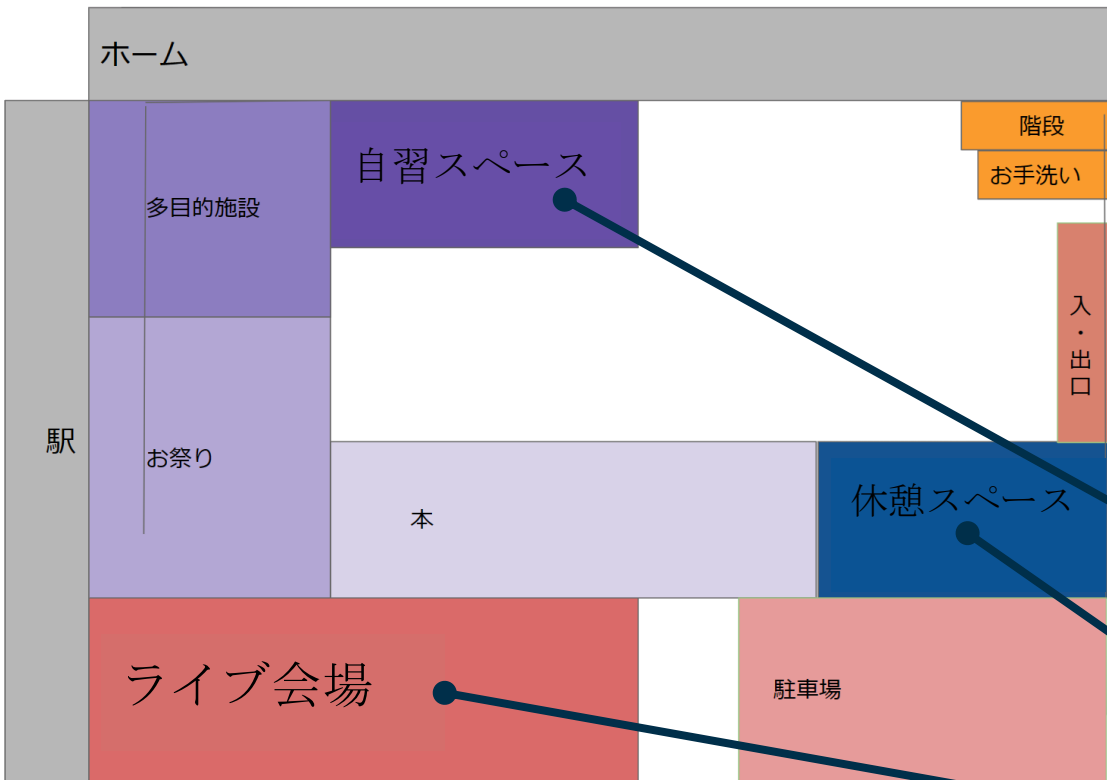 ホーム
階段
自習スペース
お手洗い
多目的施設
入・出口
駅
お祭り
休憩スペース
本
ライブ会場
駐車場